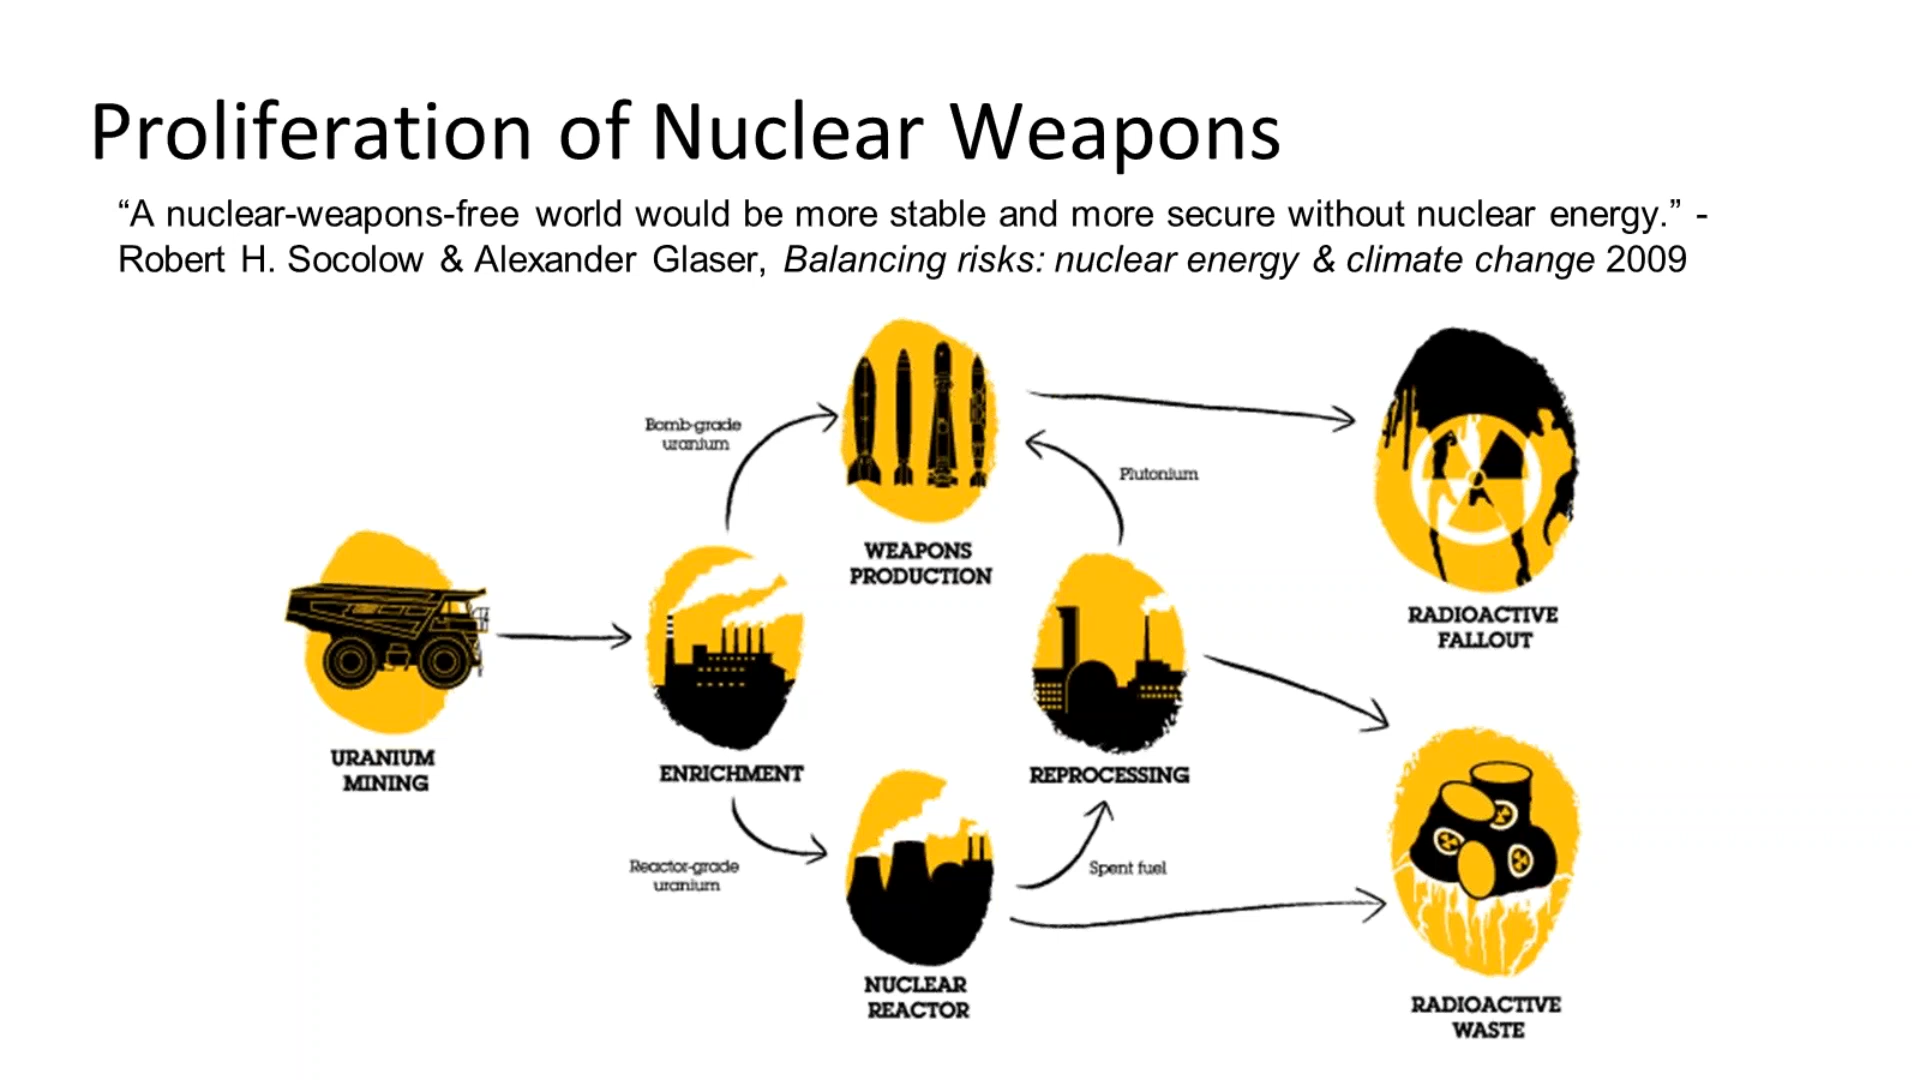 Proliferation of Nuclear Weapons
“A nuclear-weapons-free world would be more stable and more secure without nuclear energy.” -
Robert H. Socolow & Alexander Glaser, Balancing risks: nuclear energy & climate change 2009
Bomb-grade
uranium
Plutonium
WEAPONS
PRODUCTION
RADIOACTIVE
FALLOUT
URANIUM
MINING
ENRICHMENT
REPROCESSING
Reactor-grade
uranium
Spent fuel
NUCLEAR
REACTOR
RADIOACTIVE
WASTE